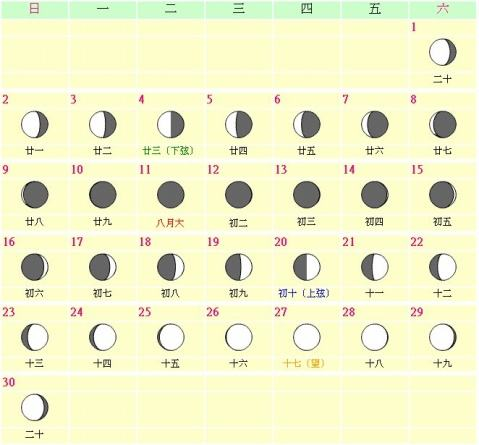 日 一 二 三 四 五 六
1
二十
2 3 4 5 6 7 8
廿一 廿二 廿三（下弦） 廿四 廿五 廿六 廿七
9 10 11 12 13 14 15
廿八 廿九 八月大 初二 初三 初四 初五
16 17 18 19 20 21 22
初六 初七 初八 初九 初十（上弦） 十一 十二
23 24 25 26 27 28 29
十三 十四 十五 十六 十七（望） 十八 十九
30
二十